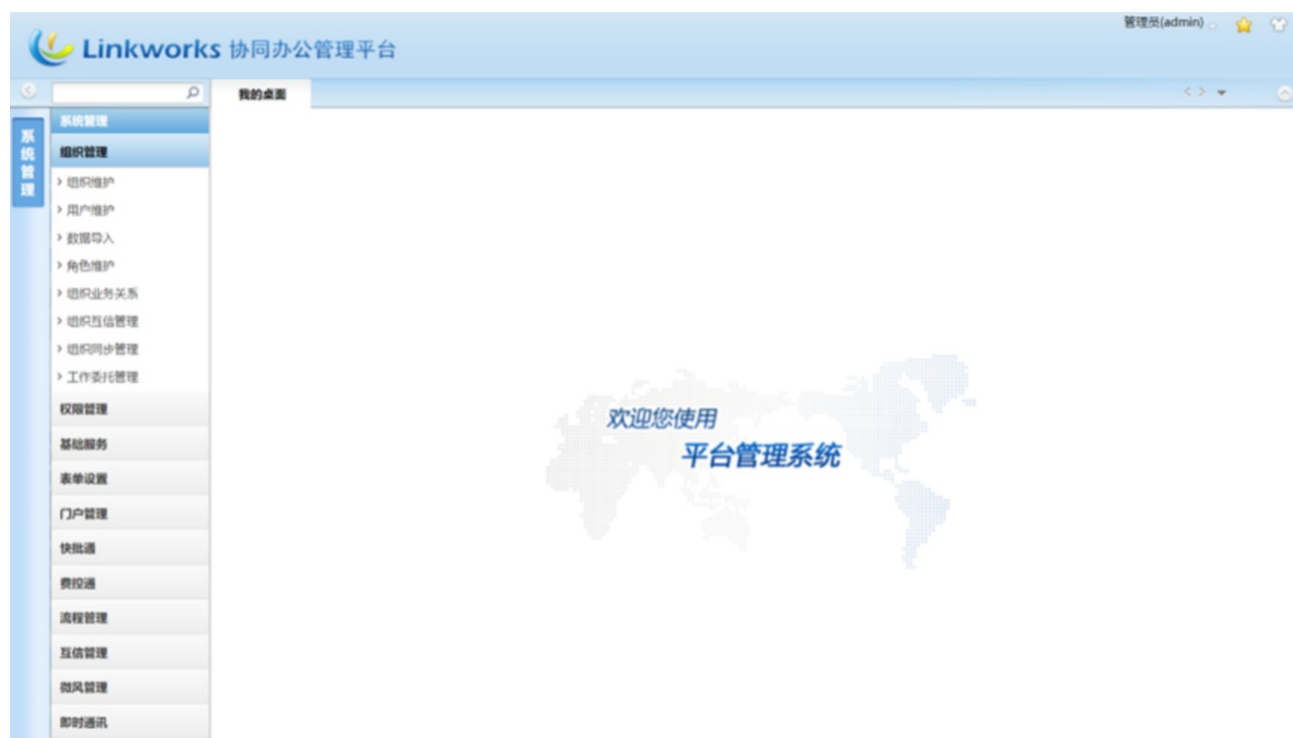 管理员(admin)
Linkworks 协同办公管理平台
我的桌面
系统管理
系统管理
组织管理
组织维护
用户维护
数据导入
角色维护
组织业务关系
组织互信管理
组织同步管理
工作委托管理
权限管理
基础服务
表单设置
门户管理
快批通
费控通
流程管理
互信管理
微风管理
即时通讯
欢迎您使用
平台管理系统